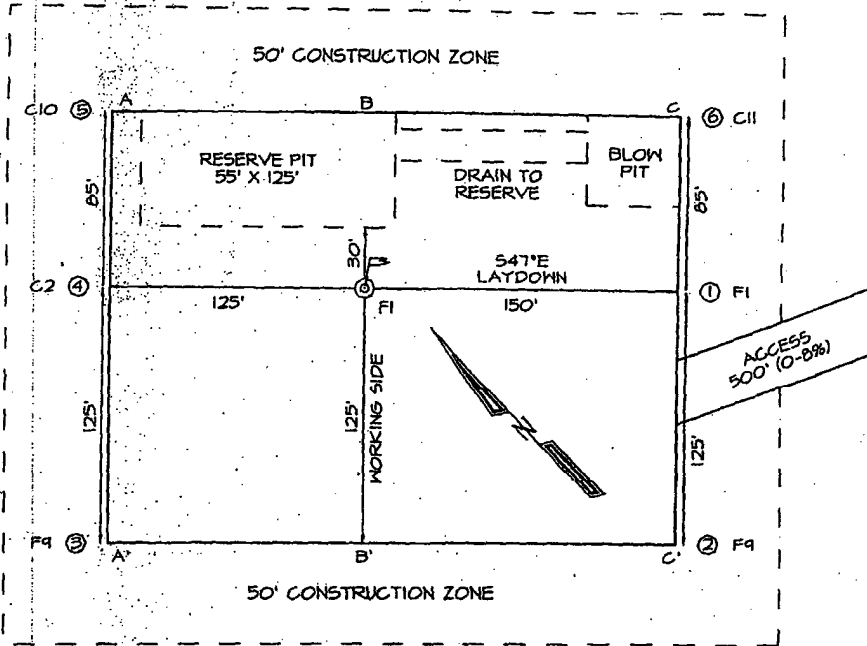 50' CONSTRUCTION ZONE
C10 ⑤ A
B
C ⑥ C11
RESERVE PIT
55' X 125'
DRAIN TO
RESERVE
BLOW
PIT
85'
85'
30'
S47°E
LAYDOWN
C2 ④
125'
F1
150'
① F1
ACCESS
500' (0-8%)
125'
125'
WORKING SIDE
N
125'
F9 ③ A'
B'
C' ② F9
50' CONSTRUCTION ZONE